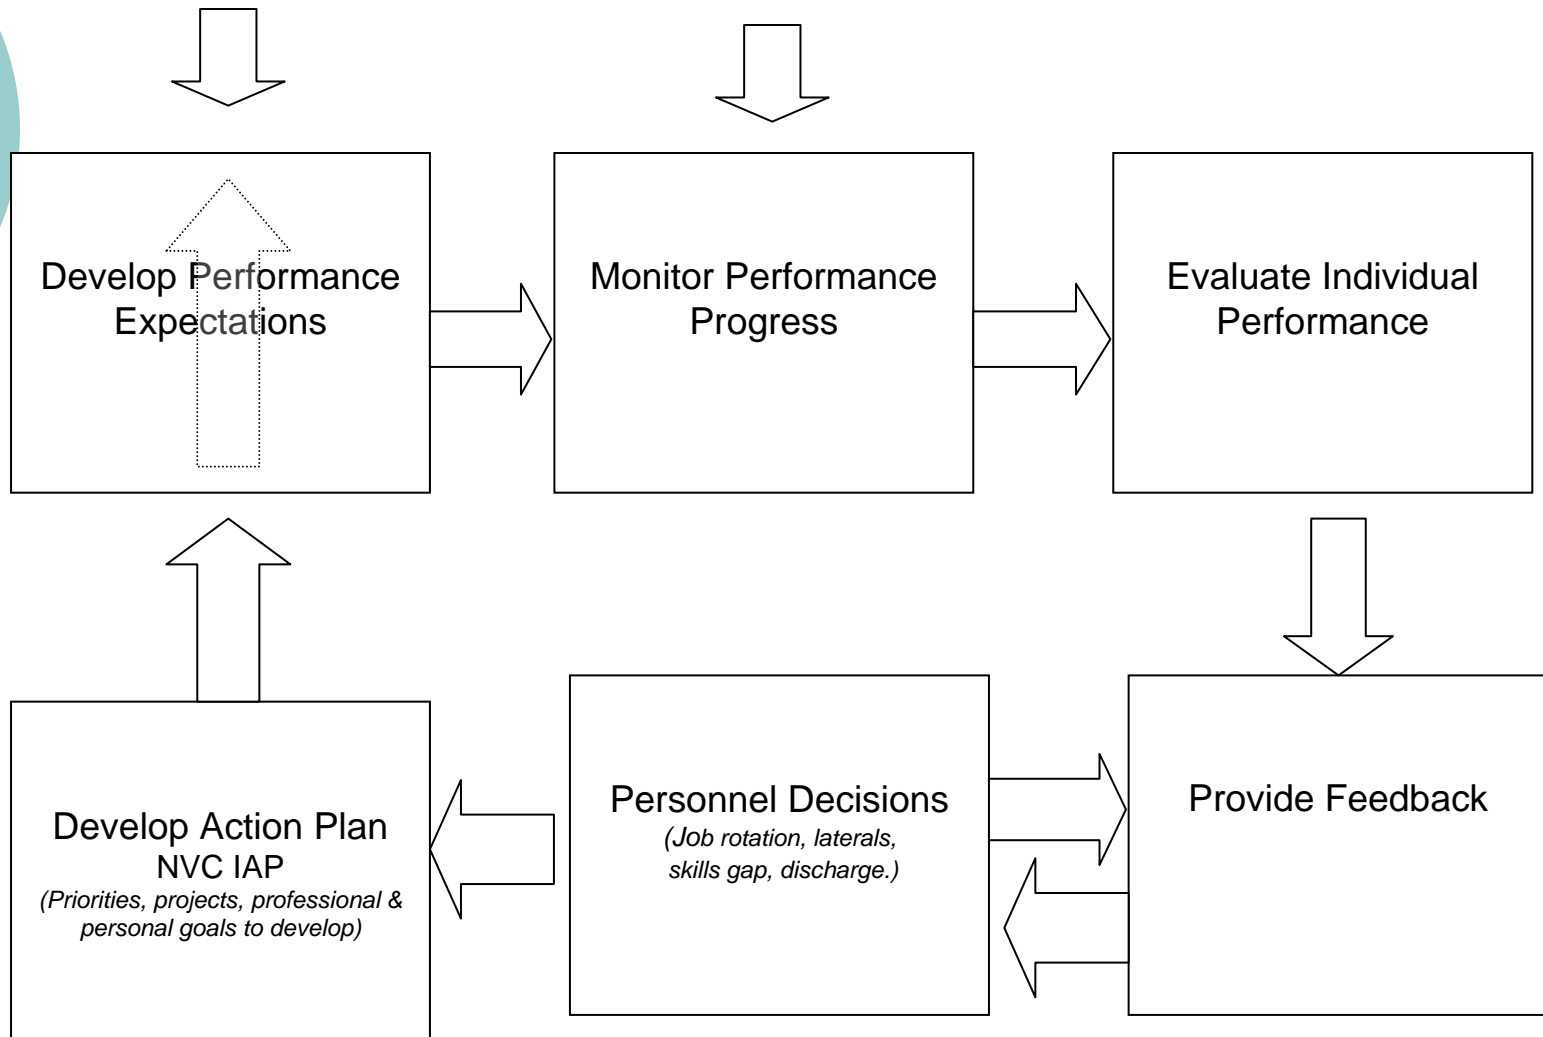 Develop Performance
Expectations
Monitor Performance
Progress
Evaluate Individual
Performance
Develop Action Plan
NVC IAP
(Priorities, projects, professional &
personal goals to develop)
Personnel Decisions
(Job rotation, laterals,
skills gap, discharge.)
Provide Feedback